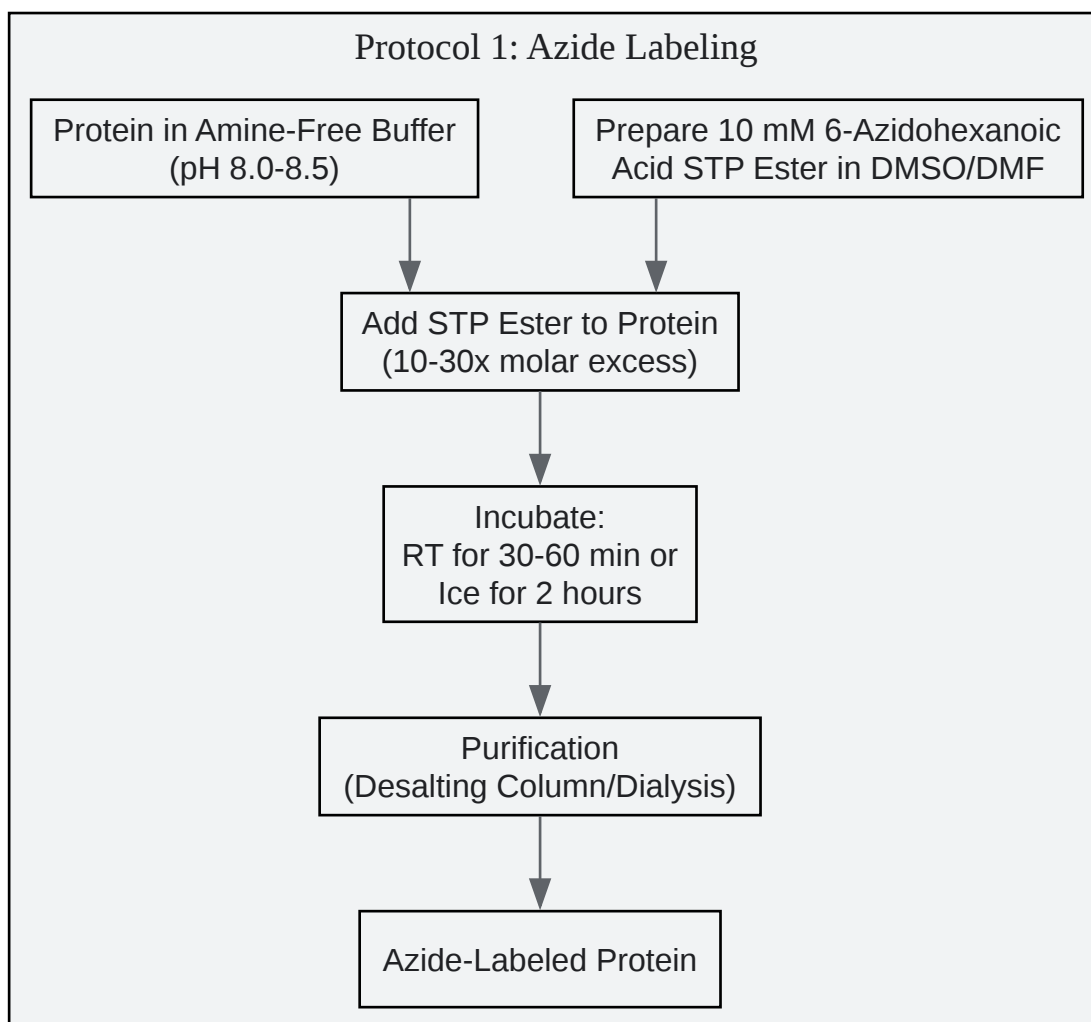 Protocol 1: Azide Labeling
Protein in Amine-Free Buffer
(pH 8.0-8.5)
Prepare 10 mM 6-Azidohexanoic
Acid STP Ester in DMSO/DMF
Add STP Ester to Protein
(10-30x molar excess)
Incubate:
RT for 30-60 min or
Ice for 2 hours
Purification
(Desalting Column/Dialysis)
Azide-Labeled Protein